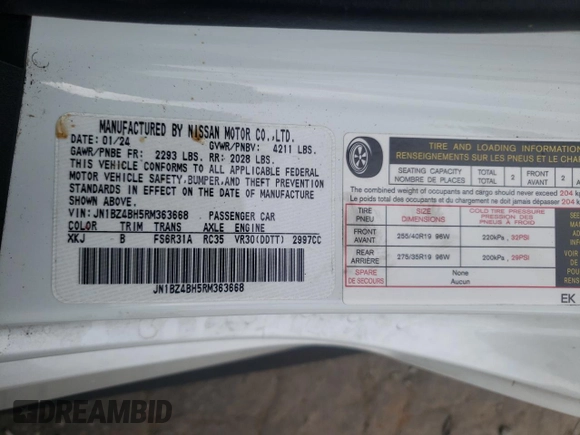 MANUFACTURED BY NISSAN MOTOR CO.,LTD.
DATE: 01/24 GVWR/PNBV: 4211 LBS.
GAWR/PNBE FR: 2293 LBS. RR: 2028 LBS.
THIS VEHICLE CONFORMS TO ALL APPLICABLE FEDERAL
MOTOR VEHICLE SAFETY,BUMPER,AND THEFT PREVENTION
STANDARDS IN EFFECT ON THE DATE OF MANUFACTURE
SHOWN ABOVE.
VIN:JN1BZ4BH5RM363668 PASSENGER CAR
COLOR TRIM TRANS AXLE ENGINE
XKJ B FS6R31A RC35 VR30(DDTT) 2997CC
JN1BZ4BH5RM363668
TIRE AND LOADING INFORMATION
RENSEIGNEMENTS SUR LES PNEUS ET LE
SEATING CAPACITY TOTAL 2 FRONT 2
NOMBRE DE PLACES TOTAL AVANT
The combined weight of occupants and cargo should never exceed 204
Le poids total des occupants et du chargement ne doit jamais dépasser 204
TIRE PNEU SIZE DIMENSIONS COLD TIRE PRESSURE PRESSION DES PNEUS À FROID
FRONT AVANT 255/40R19 96W 220kPa, 32PSI
REAR ARRIÈRE 275/35R19 96W 200kPa, 29PSI
SPARE DE SECOURS None Aucun
EK
DREAMBID